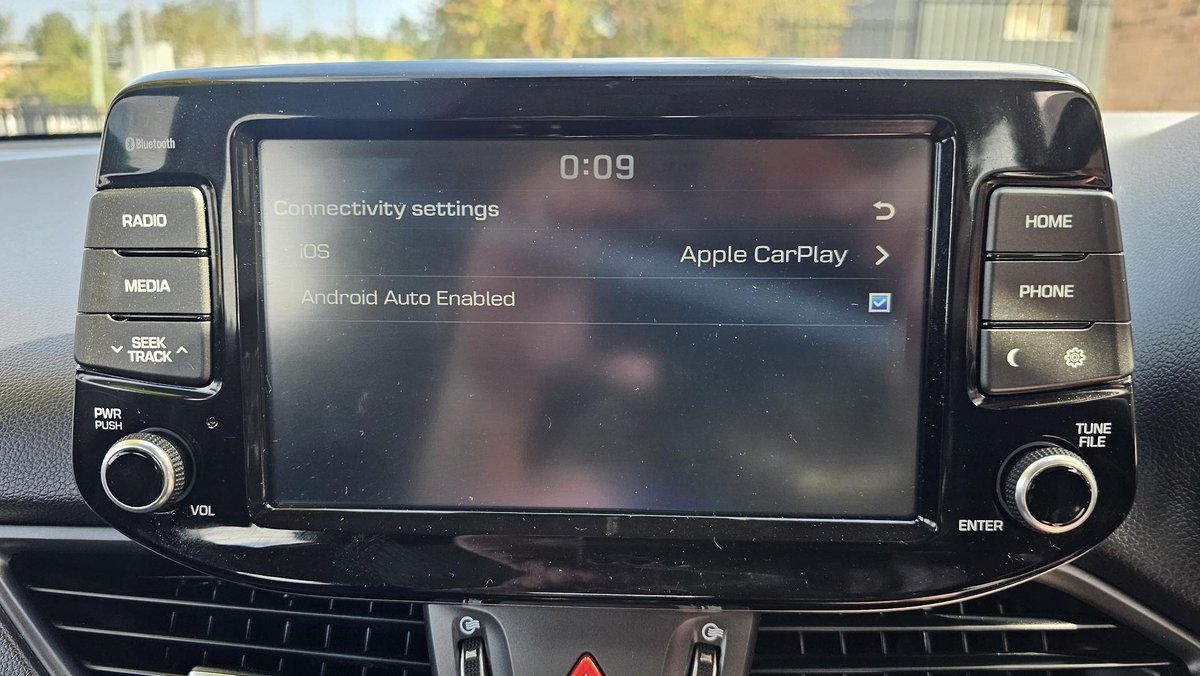 Bluetooth
0:09
Connectivity settings
iOS Apple CarPlay
Android Auto Enabled
RADIO
MEDIA
SEEK
TRACK
PWR
PUSH
VOL
HOME
PHONE
TUNE
FILE
ENTER